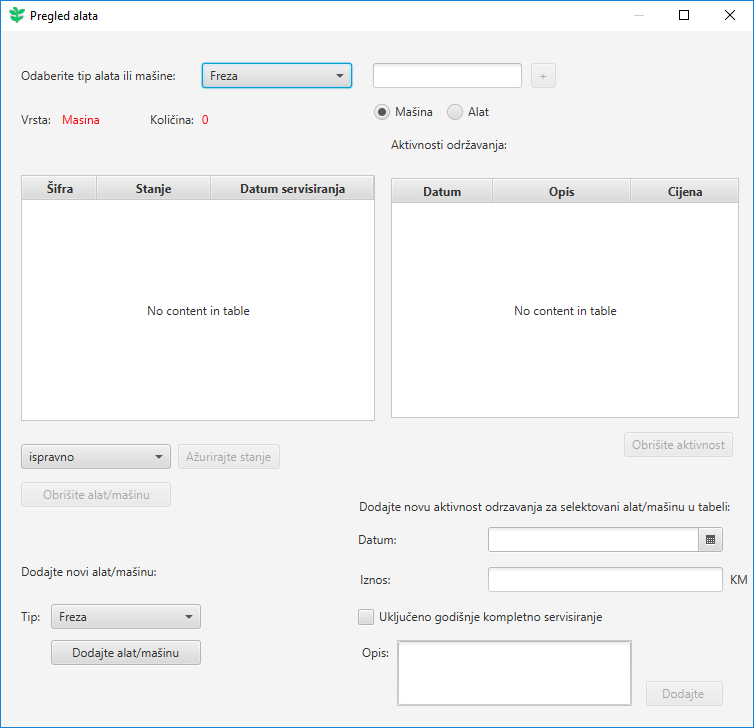 Pregled alata
Odaberite tip alata ili mašine:
Freza
+
Mašina
Alat
Vrsta:
Masina
Količina:
0
Aktivnosti održavanja:
Šifra
Stanje
Datum servisiranja
Datum
Opis
Cijena
No content in table
No content in table
ispravno
Ažurirajte stanje
Obrišite aktivnost
Obrišite alat/mašinu
Dodajte novu aktivnost odrzavanja za selektovani alat/mašinu u tabeli:
Datum:
Dodajte novi alat/mašinu:
Iznos:
KM
Tip:
Freza
Uključeno godišnje kompletno servisiranje
Dodajte alat/mašinu
Opis:
Dodajte